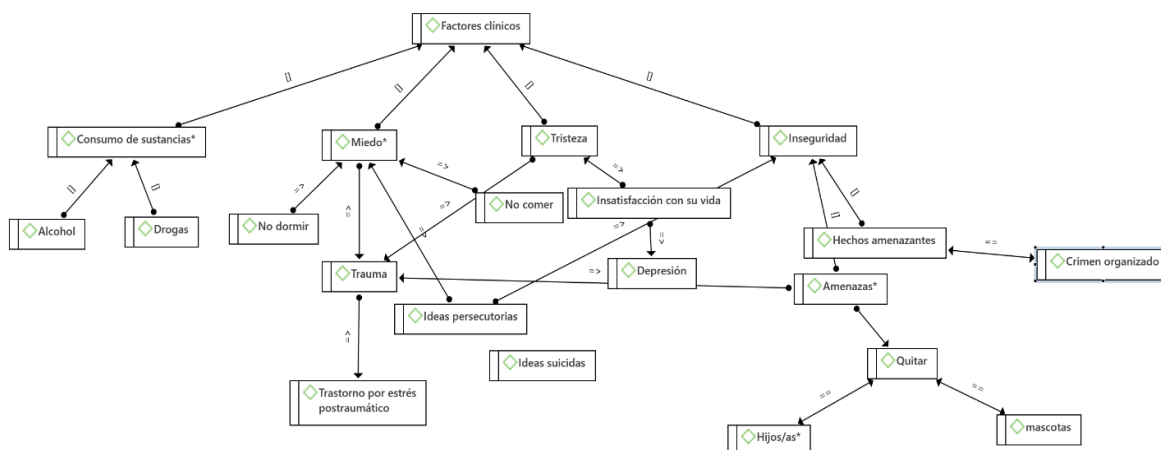 Factores clínicos
[]
[]
[]
[]
Consumo de sustancias*
Miedo*
Tristeza
Inseguridad
[]
[]
=>
=>
=>
=>
=>
=>
=>
[]
[]
Alcohol
Drogas
No dormir
No comer
Insatisfacción con su vida
Hechos amenazantes
==
Crimen organizado
=>
Trauma
=>
Depresión
Amenazas*
=>
Ideas persecutorias
Ideas suicidas
Quitar
Trastorno por estrés
postraumático
==
==
Hijos/as*
mascotas